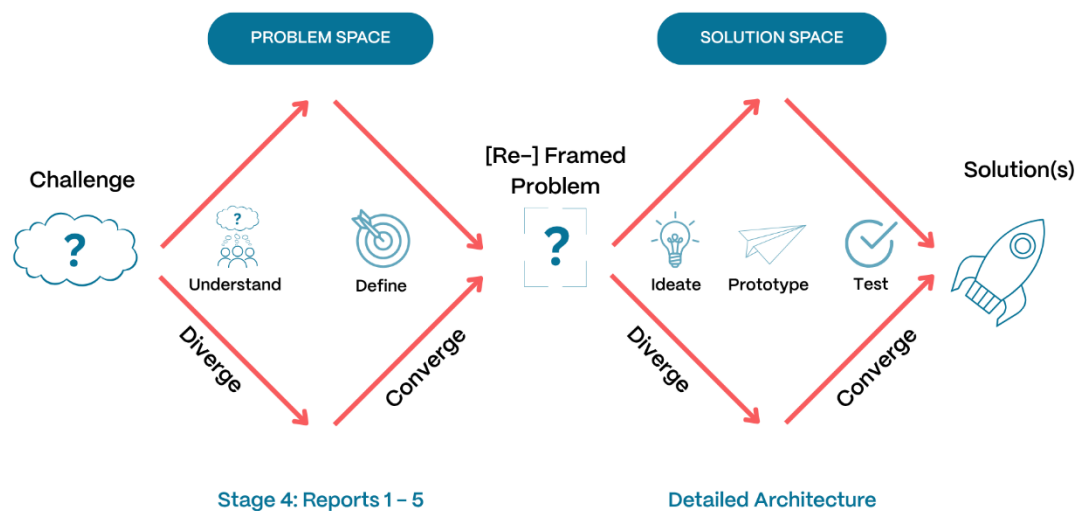 PROBLEM SPACE
SOLUTION SPACE
Challenge
?
?
Understand
Define
Diverge
Converge
[Re-] Framed
Problem
?
Ideate
Prototype
Test
Diverge
Converge
Solution(s)
Stage 4: Reports 1 – 5
Detailed Architecture